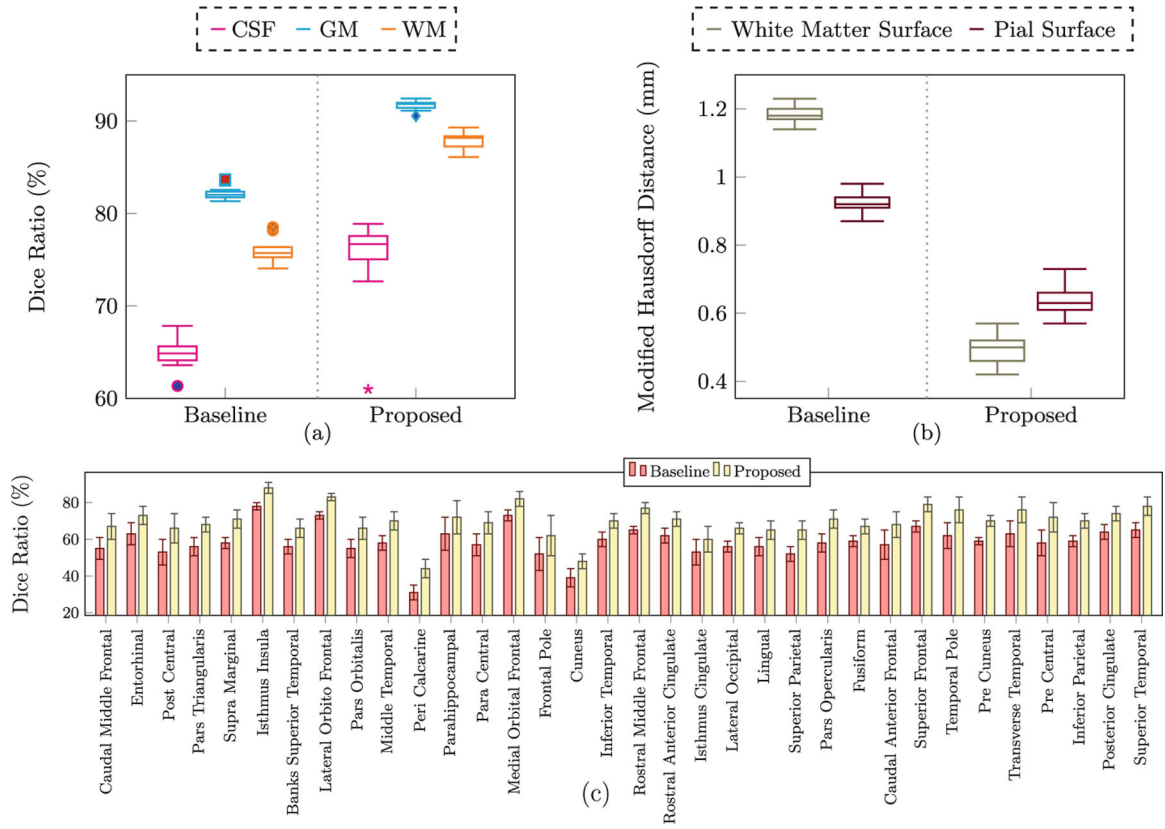 CSF GM WM
Dice Ratio (%)
90
80
70
60
Baseline Proposed
(a)
White Matter Surface Pial Surface
Modified Hausdorff Distance (mm)
1.2
1
0.8
0.6
0.4
Baseline Proposed
(b)
Baseline Proposed
Dice Ratio (%)
80
60
40
20
Caudal Middle Frontal
Entorhinal
Post Central
Pars Triangularis
Supra Marginal
Isthmus Insula
Banks Superior Temporal
Lateral Orbito Frontal
Pars Orbitalis
Middle Temporal
Peri Calcarine
Parahippocampal
Para Central
Medial Orbital Frontal
Frontal Pole
Cuneus
Inferior Temporal
Rostral Middle Frontal
Rostral Anterior Cingulate
Isthmus Cingulate
Lateral Occipital
Lingual
Superior Parietal
Pars Opercularis
Fusiform
Caudal Anterior Frontal
Superior Frontal
Temporal Pole
Pre Cuneus
Transverse Temporal
Pre Central
Inferior Parietal
Posterior Cingulate
Superior Temporal
(c)